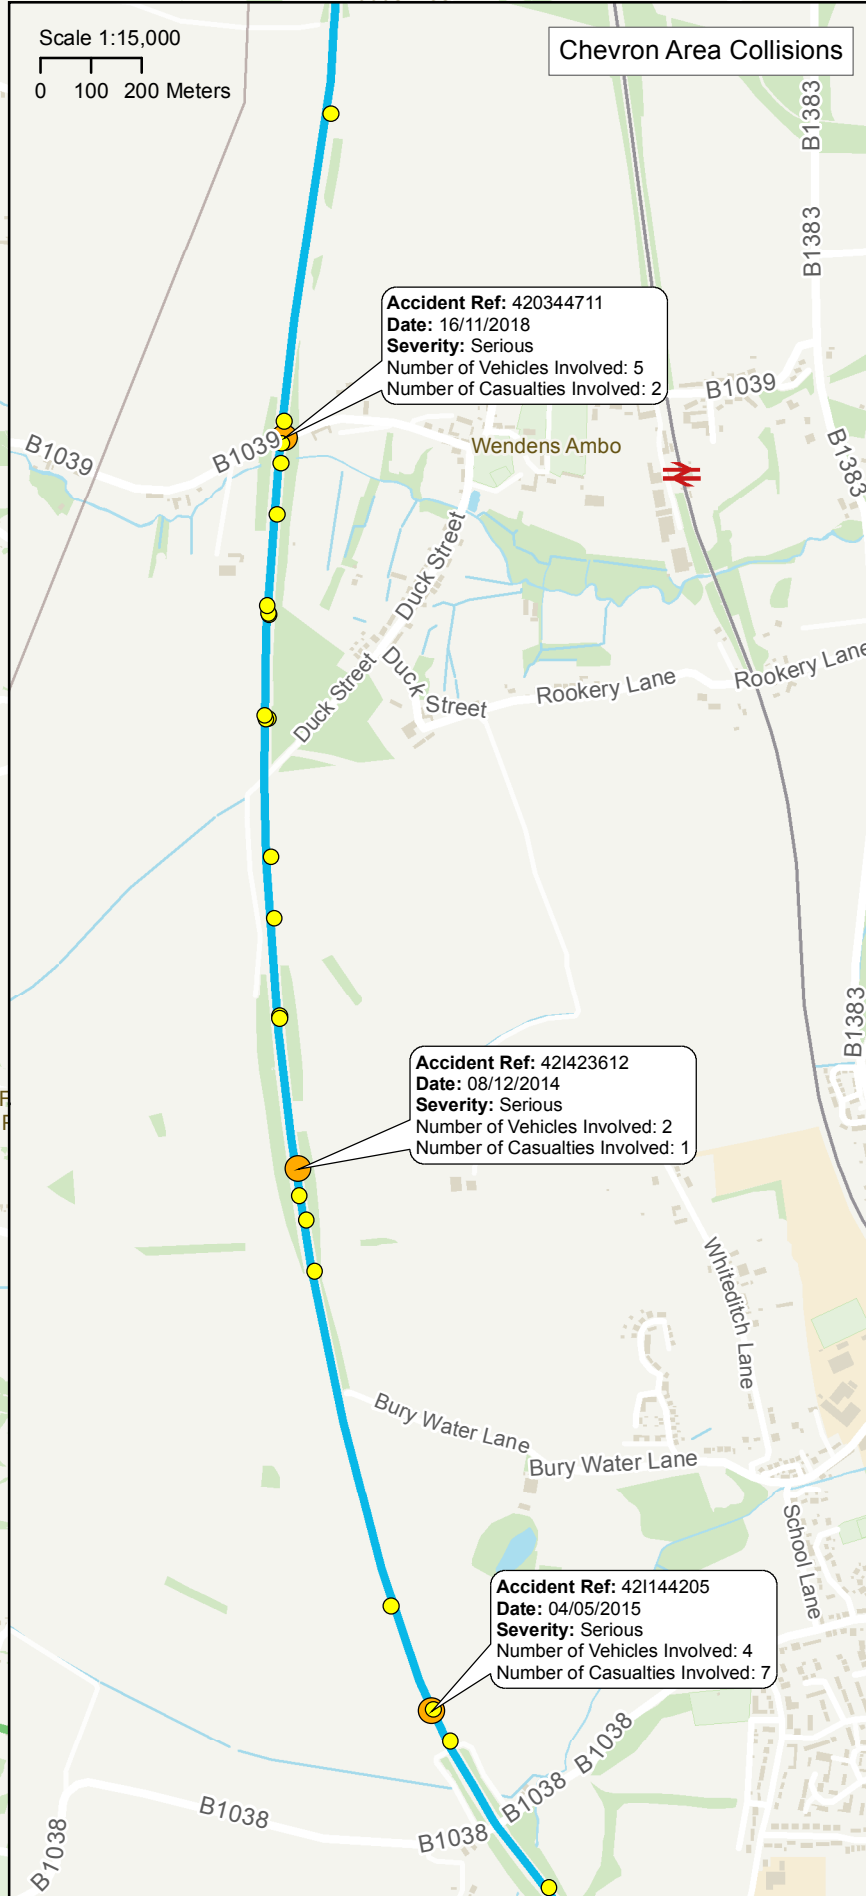 Scale 1:15,000
0 100 200 Meters
Chevron Area Collisions
B1383
B1383
Accident Ref: 420344711
Date: 16/11/2018
Severity: Serious
Number of Vehicles Involved: 5
Number of Casualties Involved: 2
B1039
B1039
B1039
Wendens Ambo
B1383
Duck Street
Duck Street
Duck Street
Rookery Lane
Rookery Lane
B1383
Accident Ref: 42I423612
Date: 08/12/2014
Severity: Serious
Number of Vehicles Involved: 2
Number of Casualties Involved: 1
Whiteditch Lane
Bury Water Lane
Bury Water Lane
School Lane
Accident Ref: 42I144205
Date: 04/05/2015
Severity: Serious
Number of Vehicles Involved: 4
Number of Casualties Involved: 7
B1038
B1038
B1038
B1038
B1038